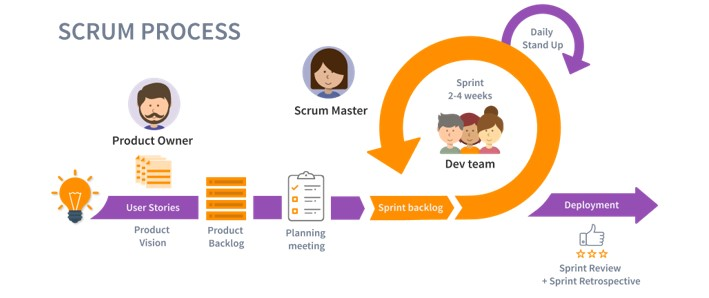 SCRUM PROCESS
Daily
Stand Up
Sprint
2-4 weeks
Scrum Master
Product Owner
Dev team
User Stories
Sprint backlog
Deployment
Product
Vision
Product
Backlog
Planning
meeting
Sprint Review
+ Sprint Retrospective